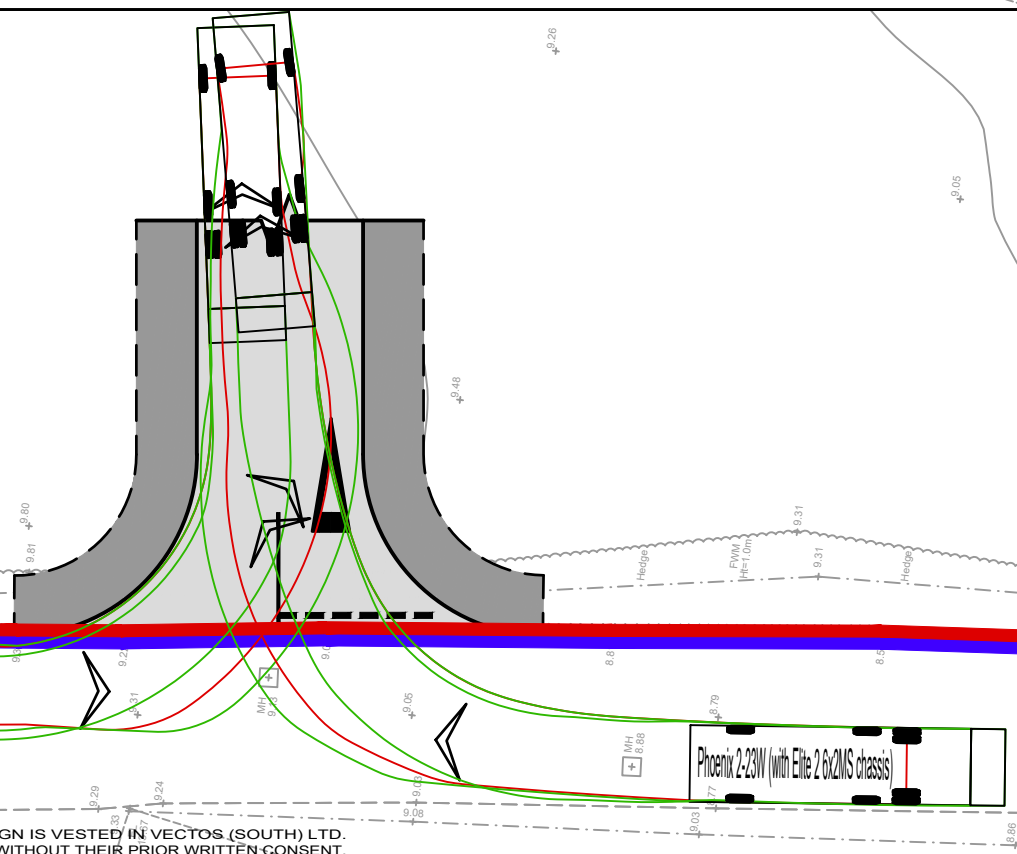 9.26
9.05
9.48
9.80
9.81
9.31
9.31
Hedge
FWM
Ht=1.0m
Hedge
8.8
8.5
9.31
MH
9.05
8.79
MH
8.88
Phoenix 2-23W (with Elite 2 6x2MS chassis)
9.29
9.24
9.03
9.08
9.03
8.86
GN IS VESTED IN VECTOS (SOUTH) LTD.
WITHOUT THEIR PRIOR WRITTEN CONSENT.